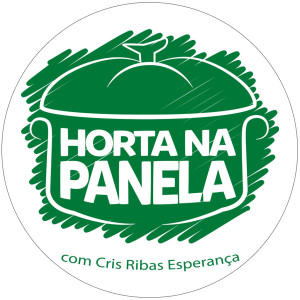 HORTA NA
PANELA
com Cris Ribas Esperança